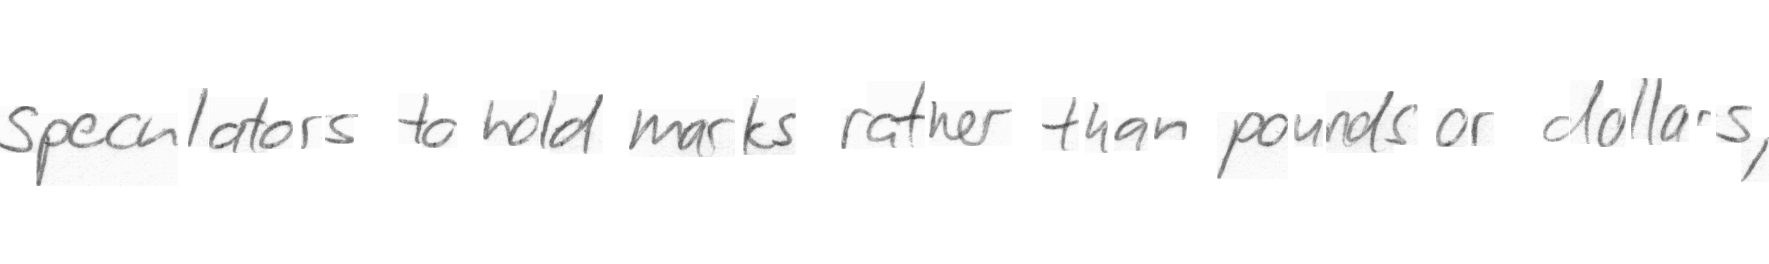 speculators to hold marks rather than pounds or dollars,